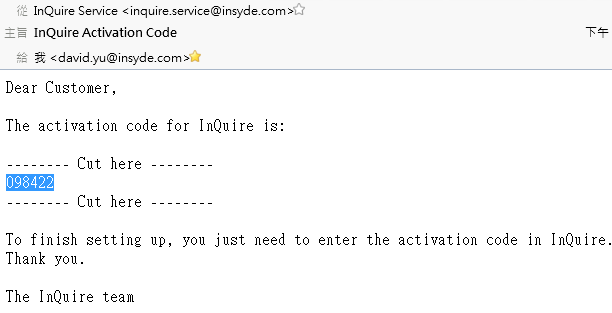 從 InQuire Service <inquire.service@insyde.com>
主旨 InQuire Activation Code 下午
給 我 <david.yu@insyde.com>
Dear Customer,
The activation code for InQuire is:
-------- Cut here --------
098422
-------- Cut here --------
To finish setting up, you just need to enter the activation code in InQuire.
Thank you.
The InQuire team